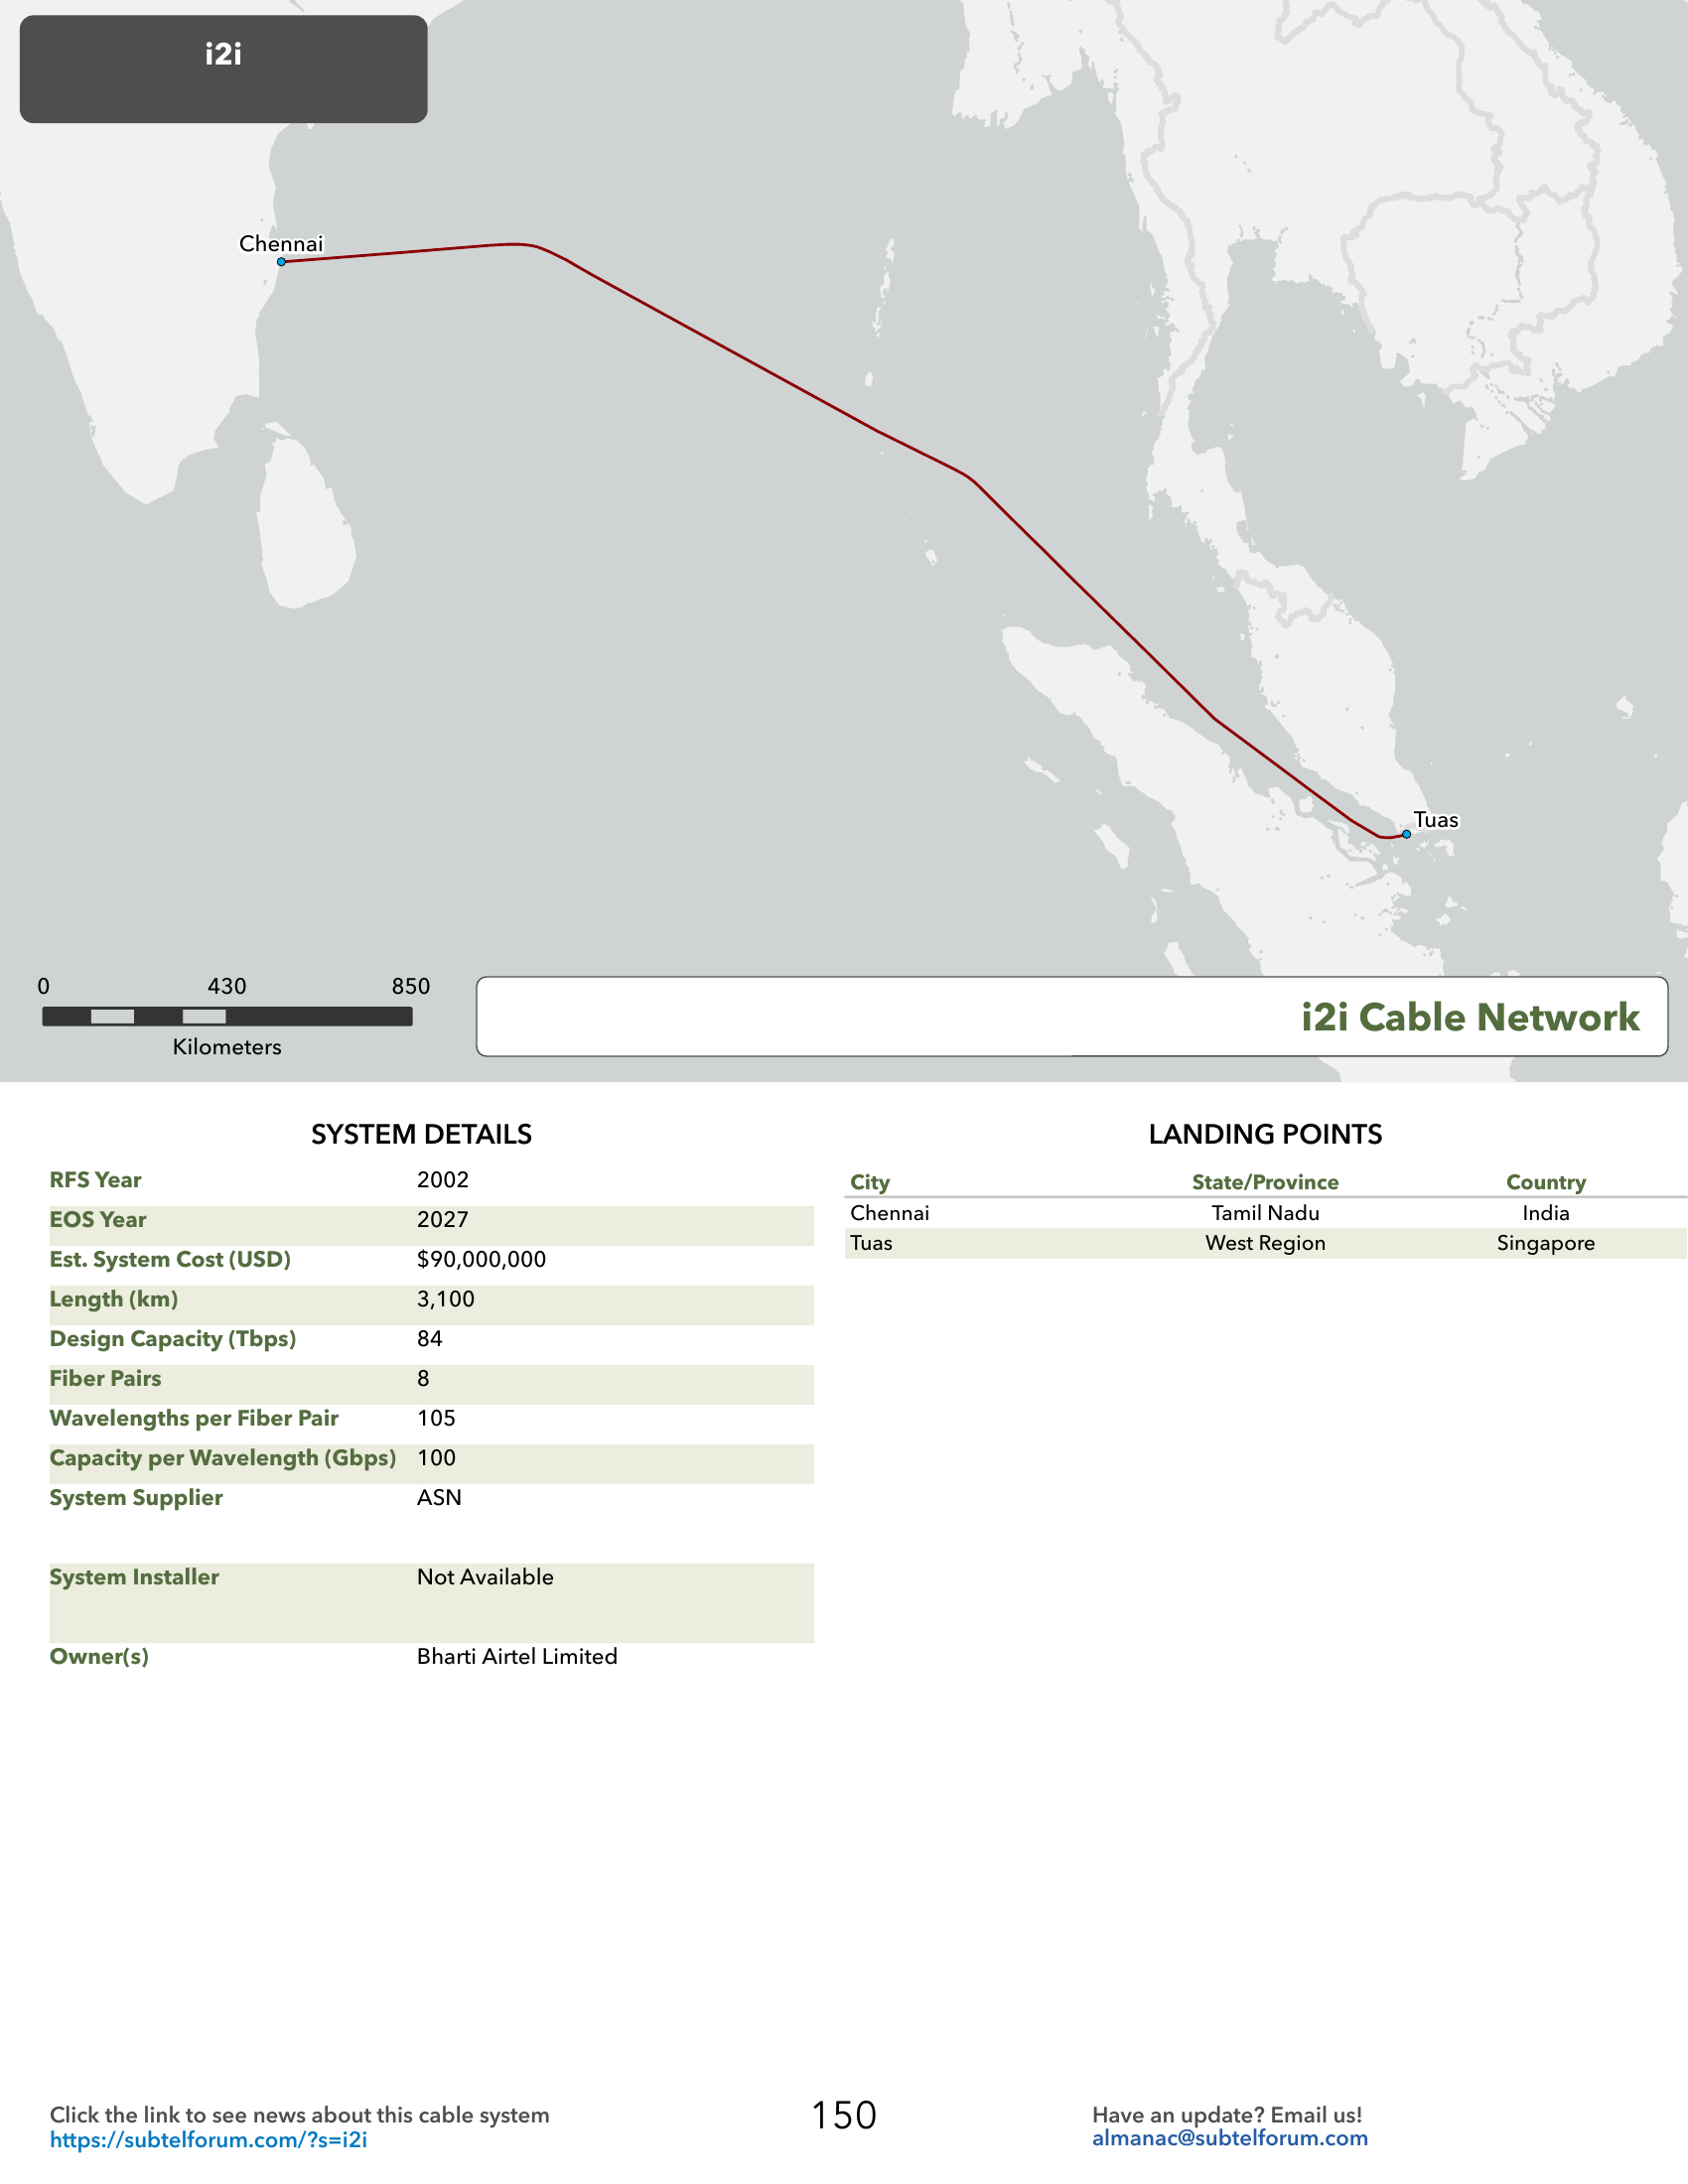 i2i
Chennai
Tuas
0 430 850
Kilometers
i2i Cable Network
SYSTEM DETAILS
RFS Year 2002
EOS Year 2027
Est. System Cost (USD) $90,000,000
Length (km) 3,100
Design Capacity (Tbps) 84
Fiber Pairs 8
Wavelengths per Fiber Pair 105
Capacity per Wavelength (Gbps) 100
System Supplier ASN
System Installer Not Available
Owner(s) Bharti Airtel Limited
LANDING POINTS
City State/Province Country
Chennai Tamil Nadu India
Tuas West Region Singapore
Click the link to see news about this cable system
https://subtelforum.com/?s=i2i
150
Have an update? Email us!
almanac@subtelforum.com